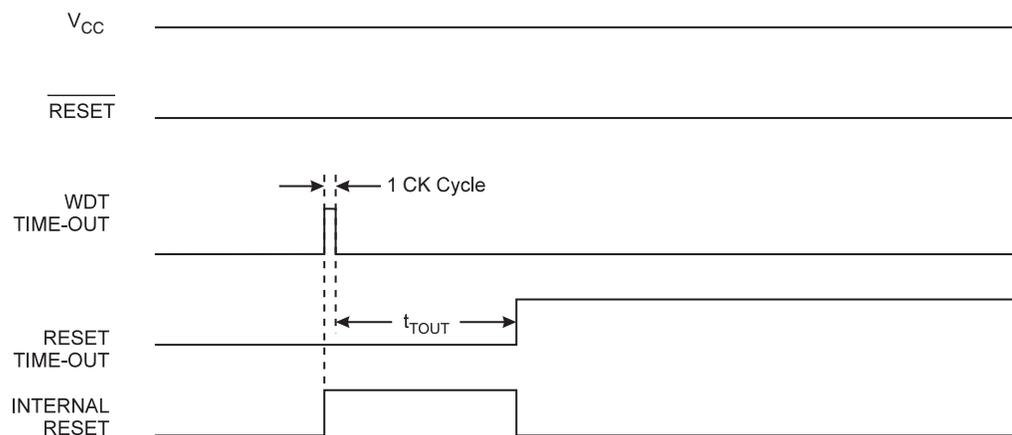 VCC
RESET
1 CK Cycle
WDT
TIME-OUT
tTOUT
RESET
TIME-OUT
INTERNAL
RESET